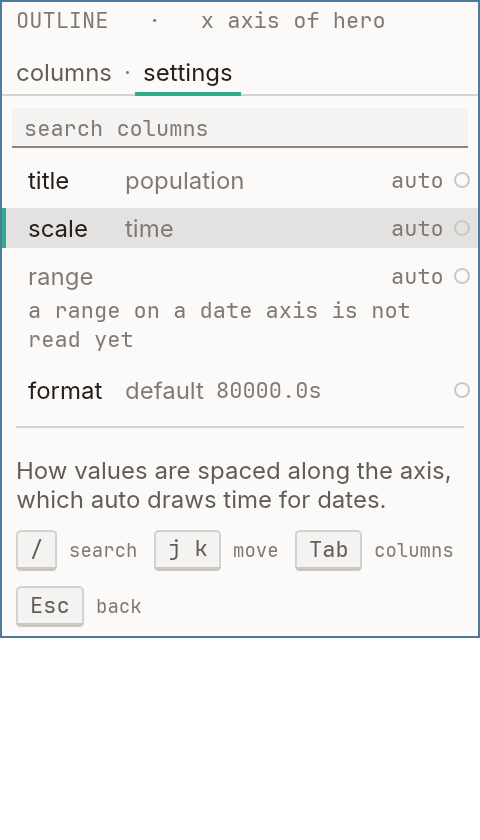 OUTLINE · x axis of hero
columns · settings
search columns
title population auto
scale time auto
range auto
a range on a date axis is not
read yet
format default 80000.0s
How values are spaced along the axis,
which auto draws time for dates.
/ search j k move Tab columns
Esc back